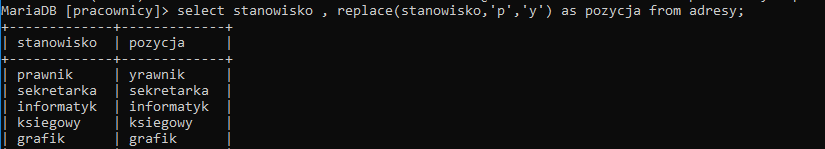 MariaDB [pracownicy]> select stanowisko , replace(stanowisko,'p','y') as pozycja from adresy;
+-------------+-------------+
| stanowisko | pozycja |
+-------------+-------------+
| prawnik | yrawnik |
| sekretarka | sekretarka |
| informatyk | informatyk |
| ksiegowy | ksiegowy |
| grafik | grafik |